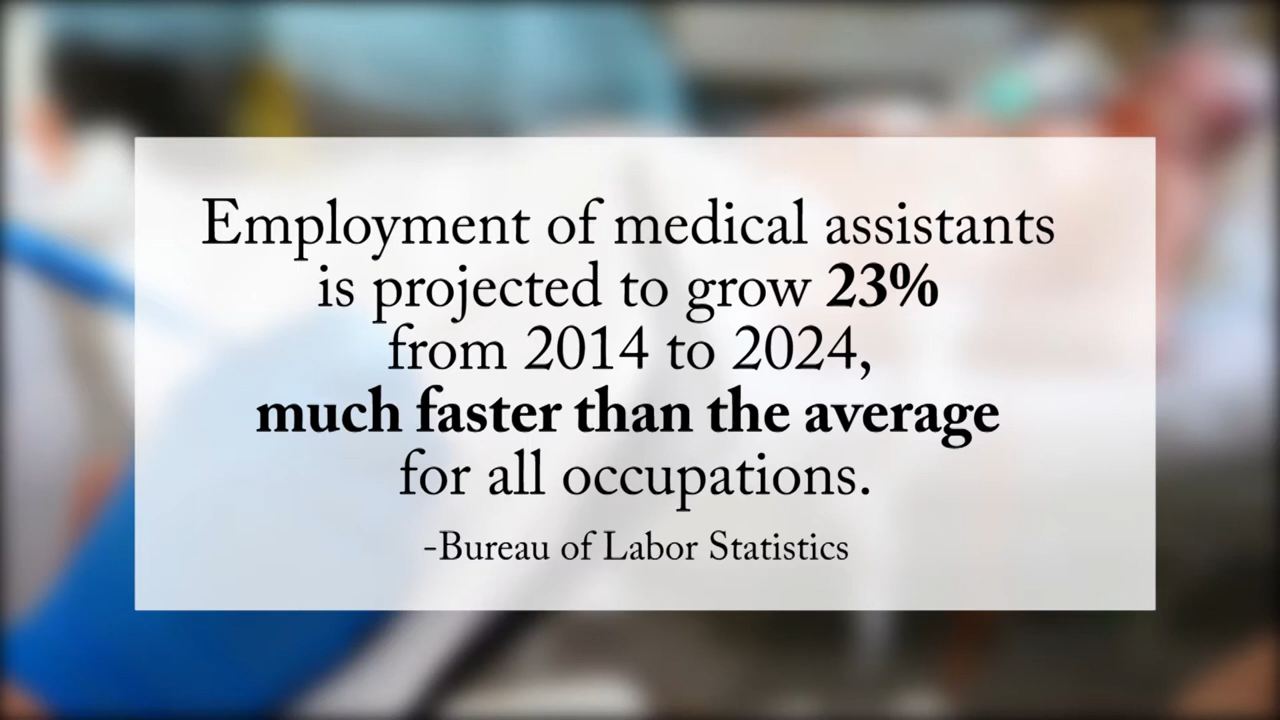 Employment of medical assistants
is projected to grow 23%
from 2014 to 2024,
much faster than the average
for all occupations.
-Bureau of Labor Statistics